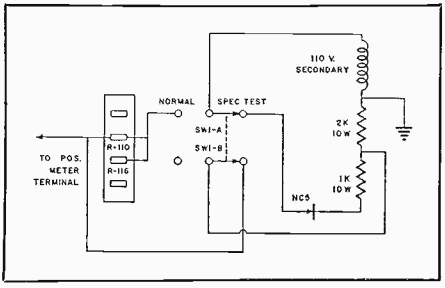 110 V.
SECONDARY
NORMAL
SPEC TEST
SW1-A
SW1-B
R-110
R-116
TO POS.
METER
TERMINAL
2K
10W
1K
10W
NC5